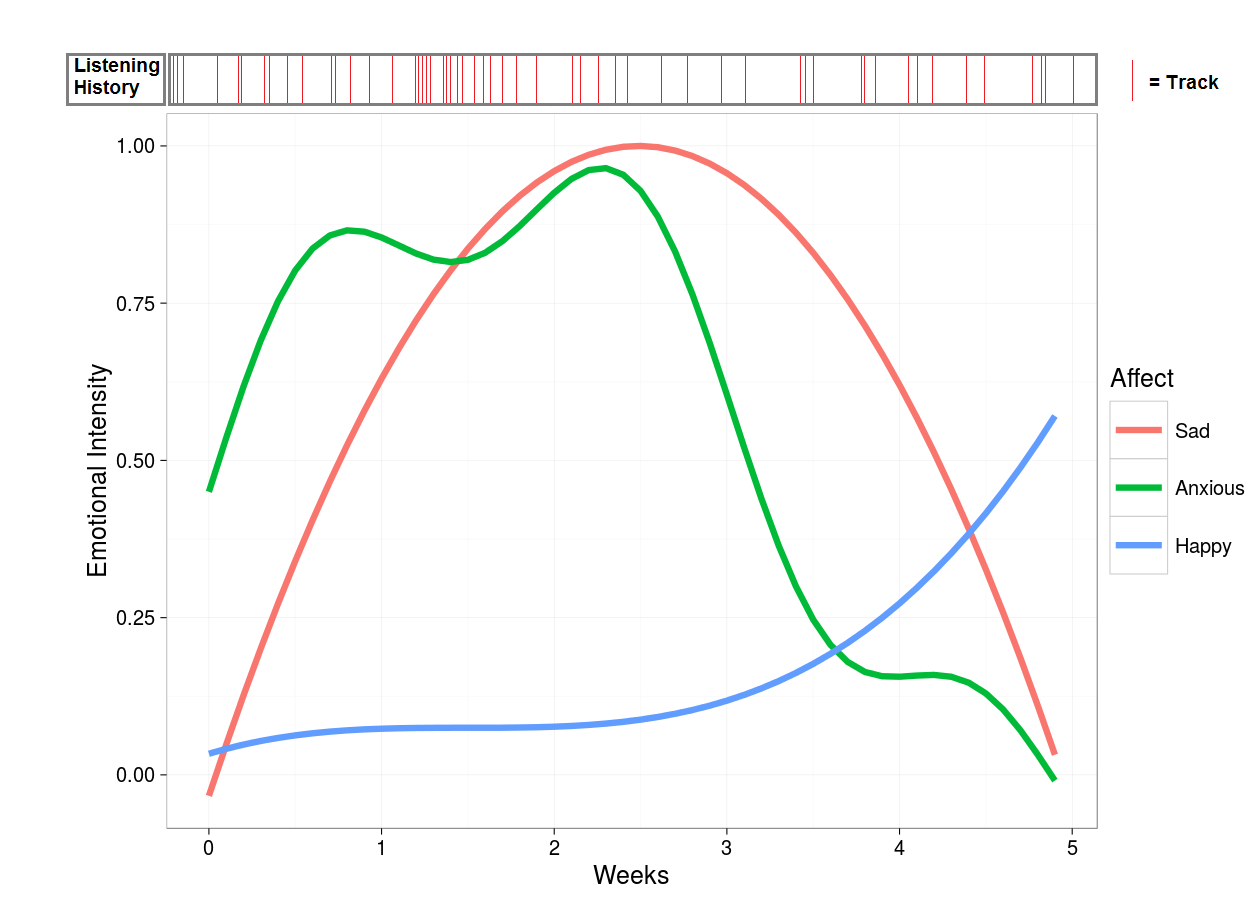 Listening
History
= Track
1.00
0.75
0.50
0.25
0.00
Emotional Intensity
0 1 2 3 4 5
Weeks
Affect
Sad
Anxious
Happy